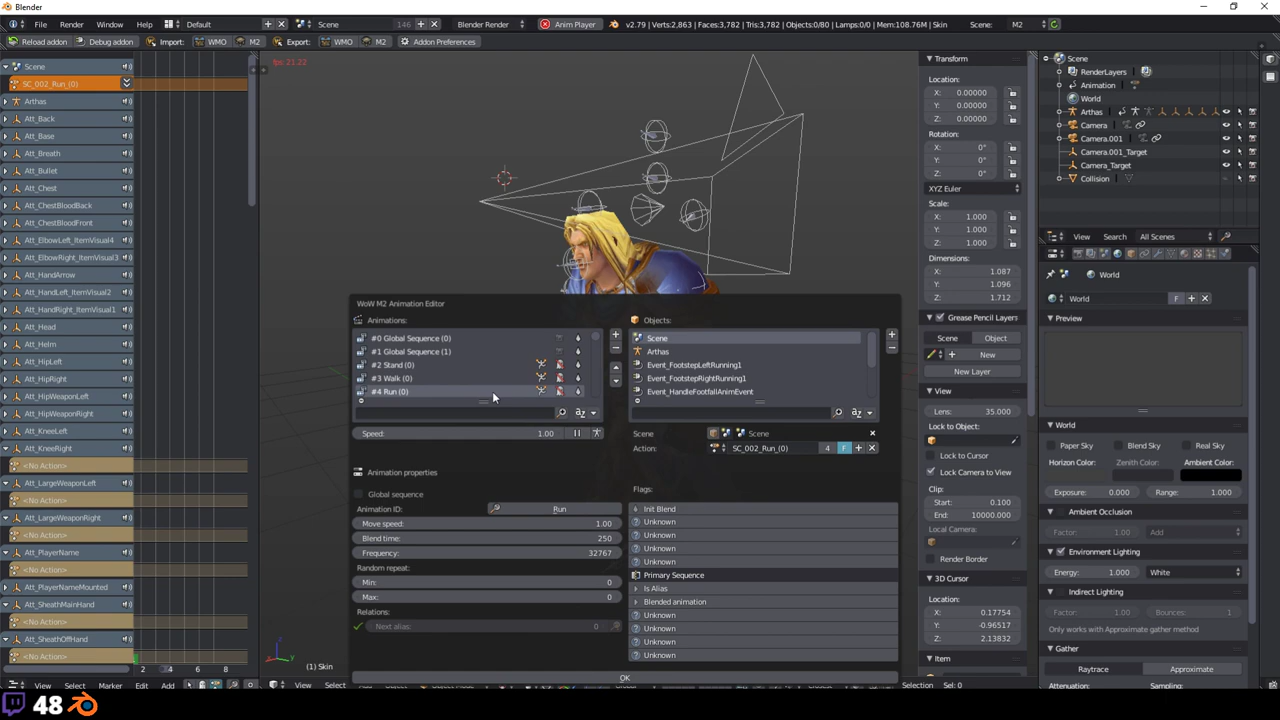 Blender
File Render Window Help Default Scene 146 Blender Render Anim Player v2.79 | Verts:2,863 | Faces:3,782 | Tris:3,782 | Objects:0/80 | Lamps:0/0 | Mem:108.76M | Skin Scene: M2
Reload addon Debug addon Import: WMO M2 Export: WMO M2 Addon Preferences
fps: 21.22
Scene
SC_002_Run_(0)
Arthas
Att_Back
Att_Base
Att_Breath
Att_Bullet
Att_Chest
Att_ChestBloodBack
Att_ChestBloodFront
Att_ElbowLeft_ItemVisual4
Att_ElbowRight_ItemVisual3
Att_HandArrow
Att_HandLeft_ItemVisual2
Att_HandRight_ItemVisual1
Att_Head
Att_Helm
Att_HipLeft
Att_HipRight
Att_HipWeaponLeft
Att_HipWeaponRight
Att_KneeLeft
Att_KneeRight
<No Action>
Att_LargeWeaponLeft
<No Action>
Att_LargeWeaponRight
<No Action>
Att_PlayerName
<No Action>
Att_PlayerNameMounted
Att_SheathMainHand
<No Action>
Att_SheathOffHand
<No Action>
2 4 6 8
View Select Marker Edit Add
WoW M2 Animation Editor
Animations:
#0 Global Sequence (0)
#1 Global Sequence (1)
#2 Stand (0)
#3 Walk (0)
#4 Run (0)
Speed: 1.00
Animation properties
Global sequence
Animation ID: Run
Move speed: 1.00
Blend time: 250
Frequency: 32767
Random repeat:
Min: 0
Max: 0
Relations:
Next alias: 0
Objects:
Scene
Arthas
Event_FootstepLeftRunning1
Event_FootstepRightRunning1
Event_HandleFootfallAnimEvent
Scene Scene
Action: SC_002_Run_(0) 4 F
Flags:
Init Blend
Unknown
Unknown
Unknown
Unknown
Primary Sequence
Is Alias
Blended animation
Unknown
Unknown
Unknown
Unknown
OK
(1) Skin
Transform
Location:
X: 0.00000
Y: 0.00000
Z: 0.00000
Rotation:
X: 0°
Y: 0°
Z: 0°
XYZ Euler
Scale:
X: 1.000
Y: 1.000
Z: 1.000
Dimensions:
X: 1.087
Y: 1.096
Z: 1.712
Grease Pencil Layers
Scene Object
New
New Layer
View
Lens: 35.000
Lock to Object:
Lock to Cursor
Lock Camera to View
Clip:
Start: 0.100
End: 10000.000
Local Camera:
Render Border
3D Cursor
Location:
X: 0.17754
Y: -0.96517
Z: 2.13832
Item
Selection Sel: 0
Scene
RenderLayers
Animation
World
Arthas
Camera
Camera.001
Camera.001_Target
Camera_Target
Collision
View Search All Scenes
World
World F
Preview
World
Paper Sky Blend Sky Real Sky
Horizon Color: Zenith Color: Ambient Color:
Exposure: 0.000 Range: 1.000
Ambient Occlusion
Factor: 1.00 Add
Environment Lighting
Energy: 1.000 White
Indirect Lighting
Factor: 1.00 Bounces: 1
Only works with Approximate gather method
Gather
Raytrace Approximate
Attenuation: Sampling:
48